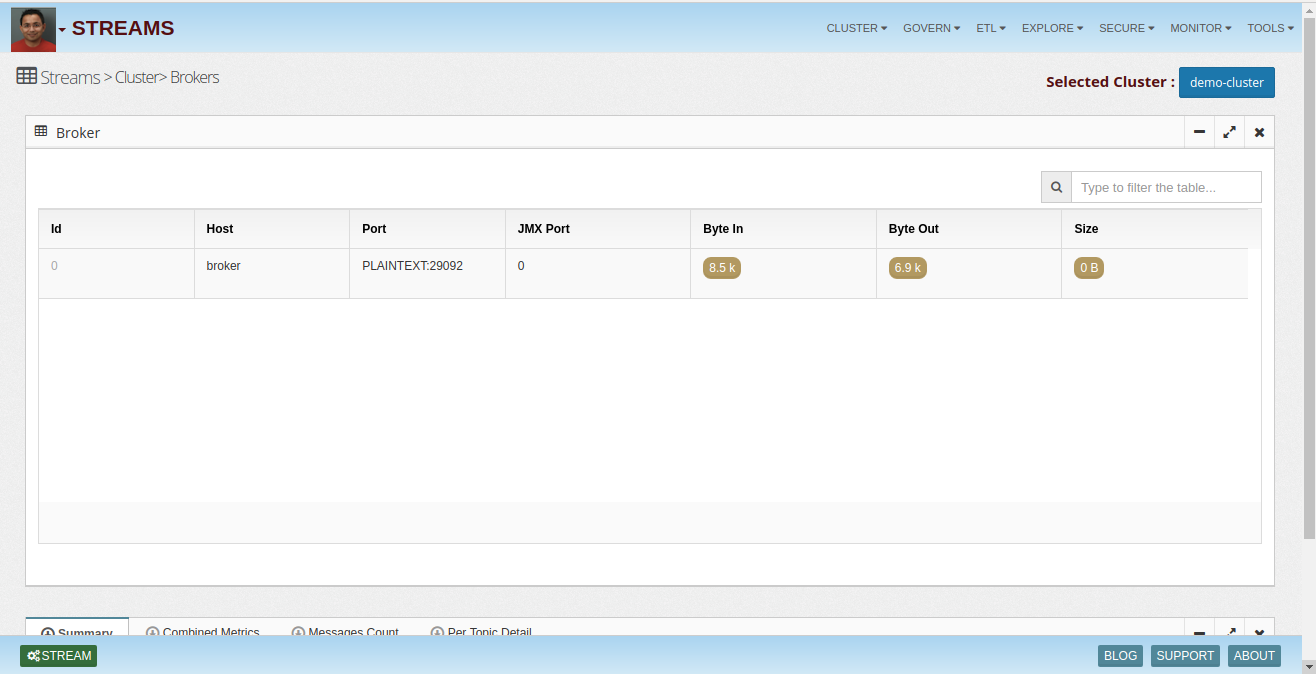 STREAMS
CLUSTER GOVERN ETL EXPLORE SECURE MONITOR TOOLS
Streams > Cluster> Brokers
Selected Cluster : demo-cluster
Broker
Type to filter the table...
Id Host Port JMX Port Byte In Byte Out Size
0 broker PLAINTEXT:29092 0 8.5 k 6.9 k 0 B
Summary Combined Metrics Messages Count Per Topic Detail
STREAM BLOG SUPPORT ABOUT